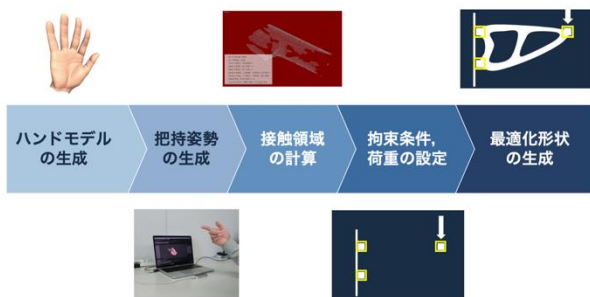 ハンドモデル
の生成
把持姿勢
の生成
接触領域
の計算
拘束条件,
荷重の設定
最適化形状
の生成